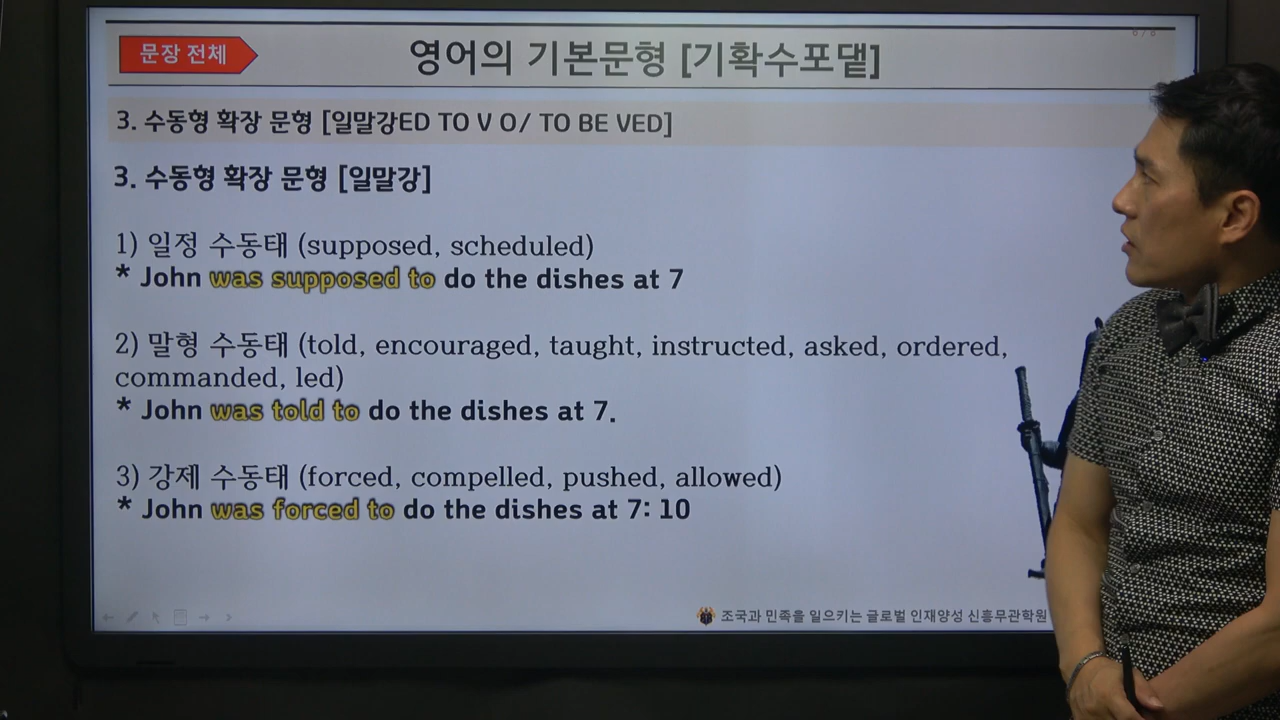 문장 전체
영어의 기본문형 [기확수포댙]
3. 수동형 확장 문형 [일말강ED TO V O/ TO BE VED]
3. 수동형 확장 문형 [일말강]
1) 일정 수동태 (supposed, scheduled)
* John was supposed to do the dishes at 7
2) 말형 수동태 (told, encouraged, taught, instructed, asked, ordered,
commanded, led)
* John was told to do the dishes at 7.
3) 강제 수동태 (forced, compelled, pushed, allowed)
* John was forced to do the dishes at 7: 10
조국과 민족을 일으키는 글로벌 인재양성 신흥무관학원